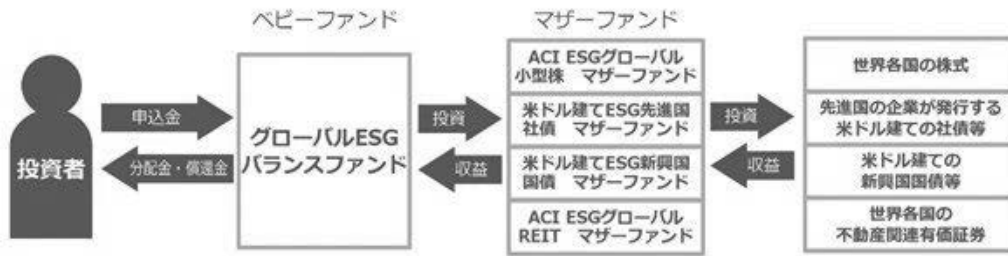 ベビーファンド
マザーファンド
投資者
申込金
分配金・償還金
グローバルESG
バランスファンド
投資
収益
ACI ESGグローバル
小型株 マザーファンド
米ドル建てESG先進国
社債 マザーファンド
米ドル建てESG新興国
国債 マザーファンド
ACI ESGグローバル
REIT マザーファンド
投資
収益
世界各国の株式
先進国の企業が発行する
米ドル建ての社債等
米ドル建ての
新興国国債等
世界各国の
不動産関連有価証券